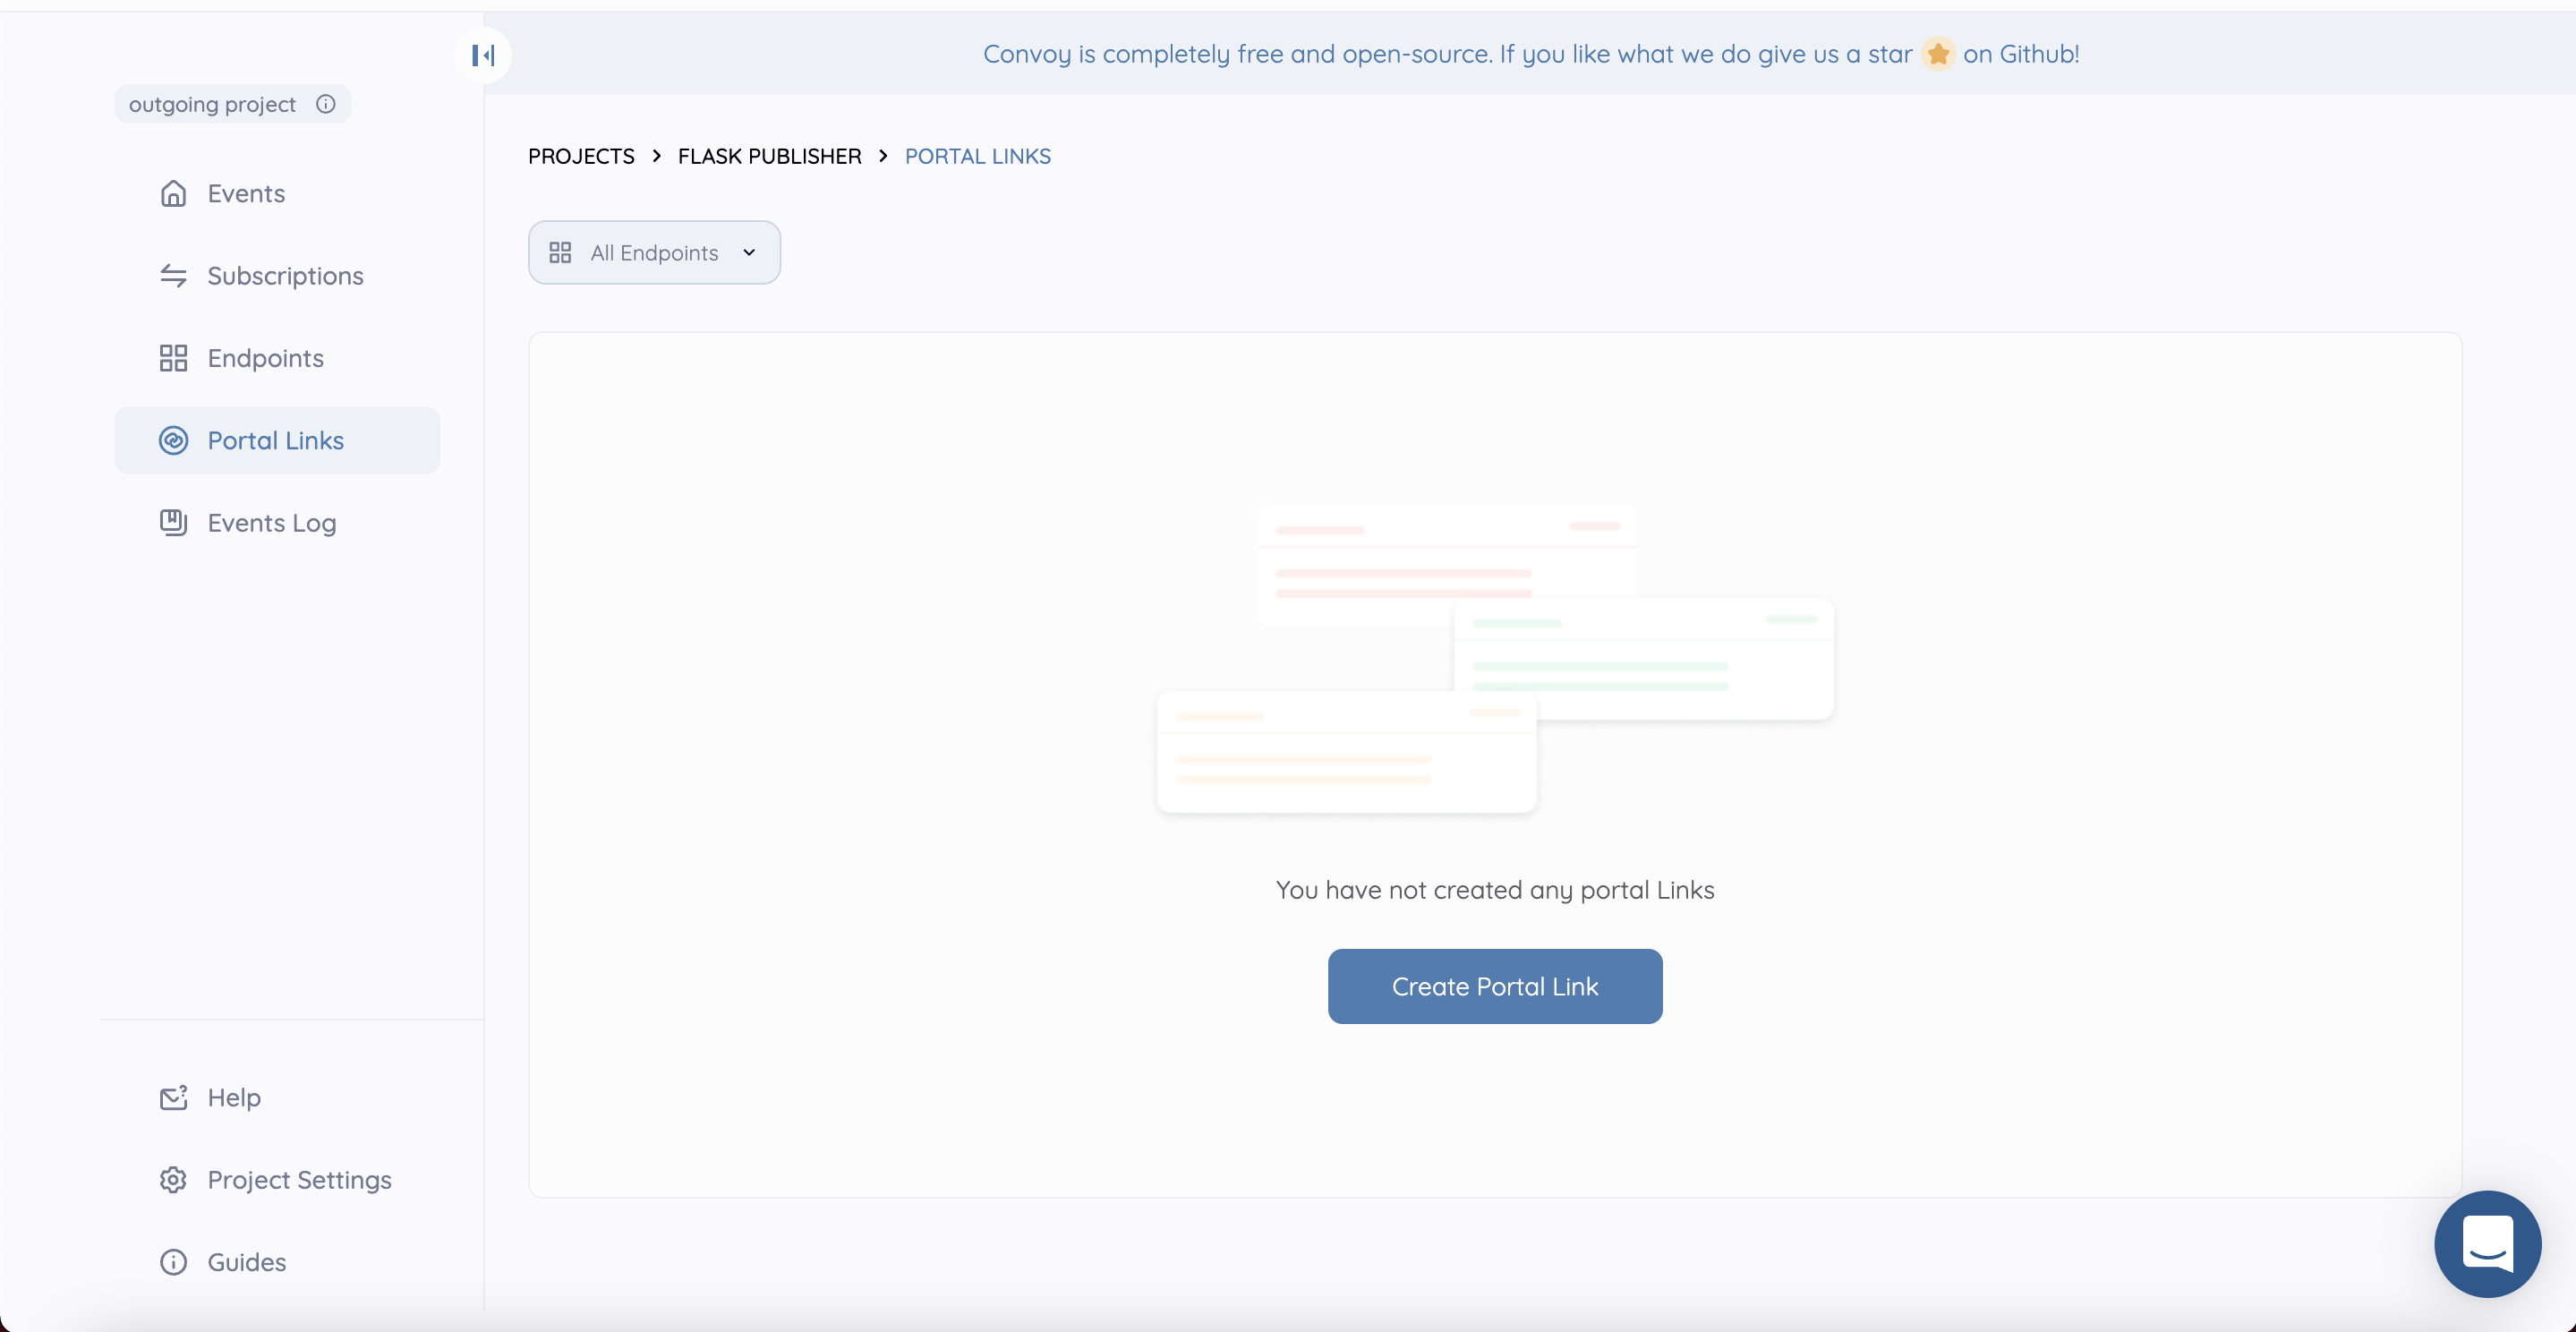 Convoy is completely free and open-source. If you like what we do give us a star on Github!
outgoing project
Events
Subscriptions
Endpoints
Portal Links
Events Log
Help
Project Settings
Guides
PROJECTS > FLASK PUBLISHER > PORTAL LINKS
All Endpoints
You have not created any portal Links
Create Portal Link